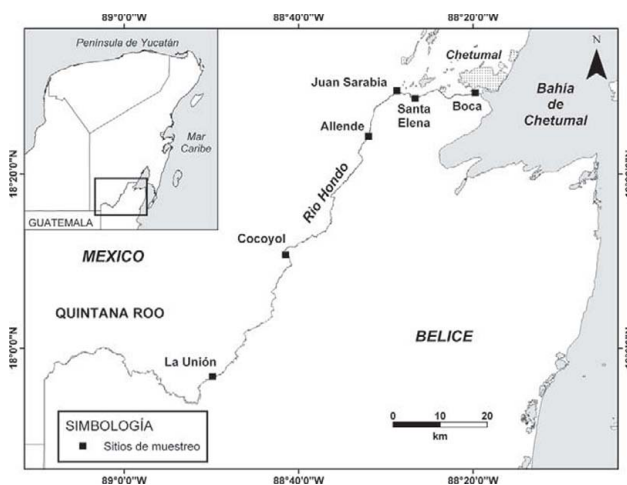 89°0'0"W
88°40'0"W
88°20'0"W
N
Península de Yucatán
Mar
Caribe
GUATEMALA
Chetumal
Juan Sarabia
Santa
Elena
Boca
Bahía
de
Chetumal
Allende
18°20'0"N
Río Hondo
Cocoyol
MEXICO
QUINTANA ROO
BELICE
18°0'0"N
La Unión
SIMBOLOGÍA
Sitios de muestreo
0 10 20
km
89°0'0"W
88°40'0"W
88°20'0"W